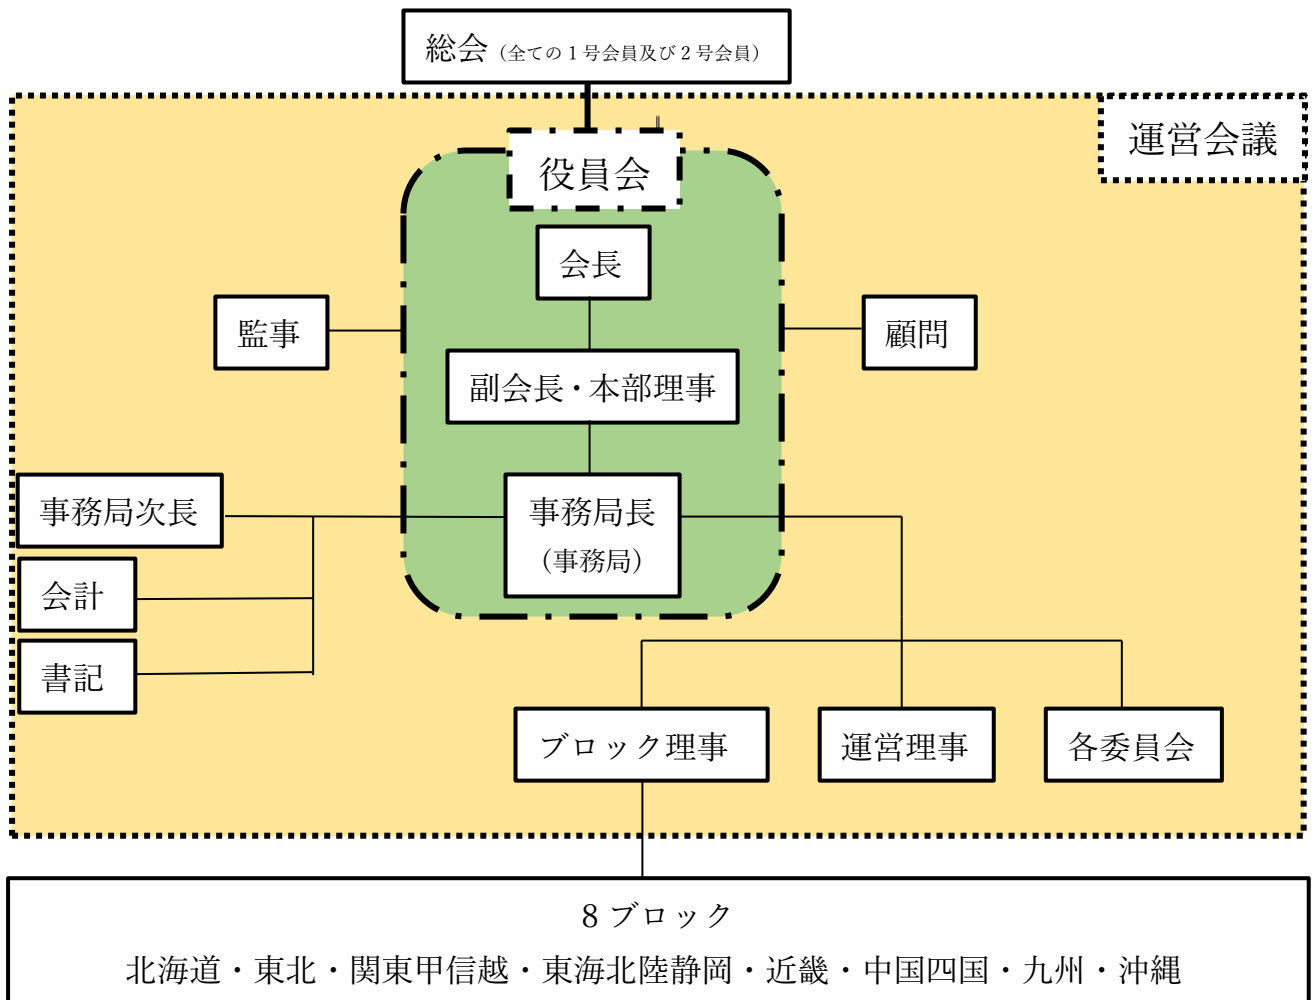 総会（全ての１号会員及び２号会員）
運営会議
役員会
会長
監事
顧問
副会長・本部理事
事務局次長
事務局長
（事務局）
会計
書記
ブロック理事
運営理事
各委員会
８ブロック
北海道・東北・関東甲信越・東海北陸静岡・近畿・中国四国・九州・沖縄